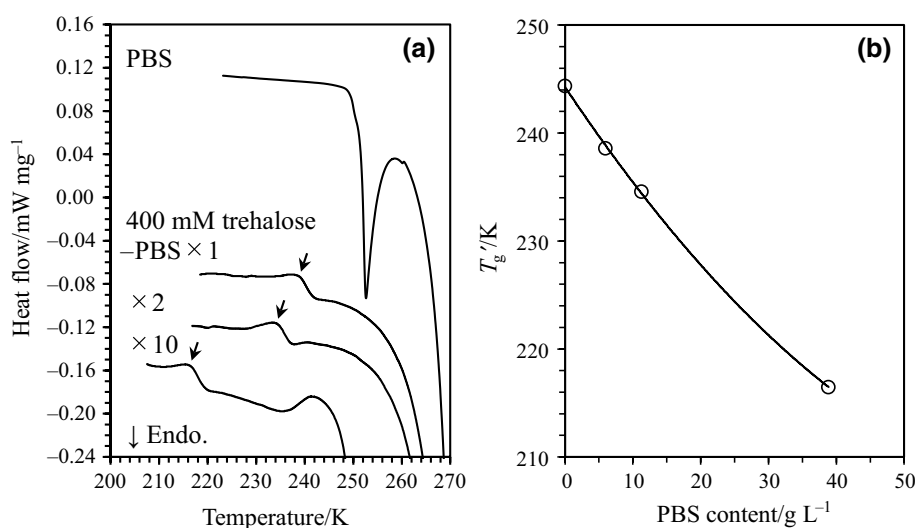 (a)
PBS
400 mM trehalose
–PBS × 1
× 2
× 10
↓ Endo.
0.16
0.12
0.08
0.04
0.00
–0.04
–0.08
–0.12
–0.16
–0.20
–0.24
Heat flow/mW mg⁻¹
200 210 220 230 240 250 260 270
Temperature/K
(b)
250
240
230
220
210
T_g′/K
0 10 20 30 40 50
PBS content/g L⁻¹